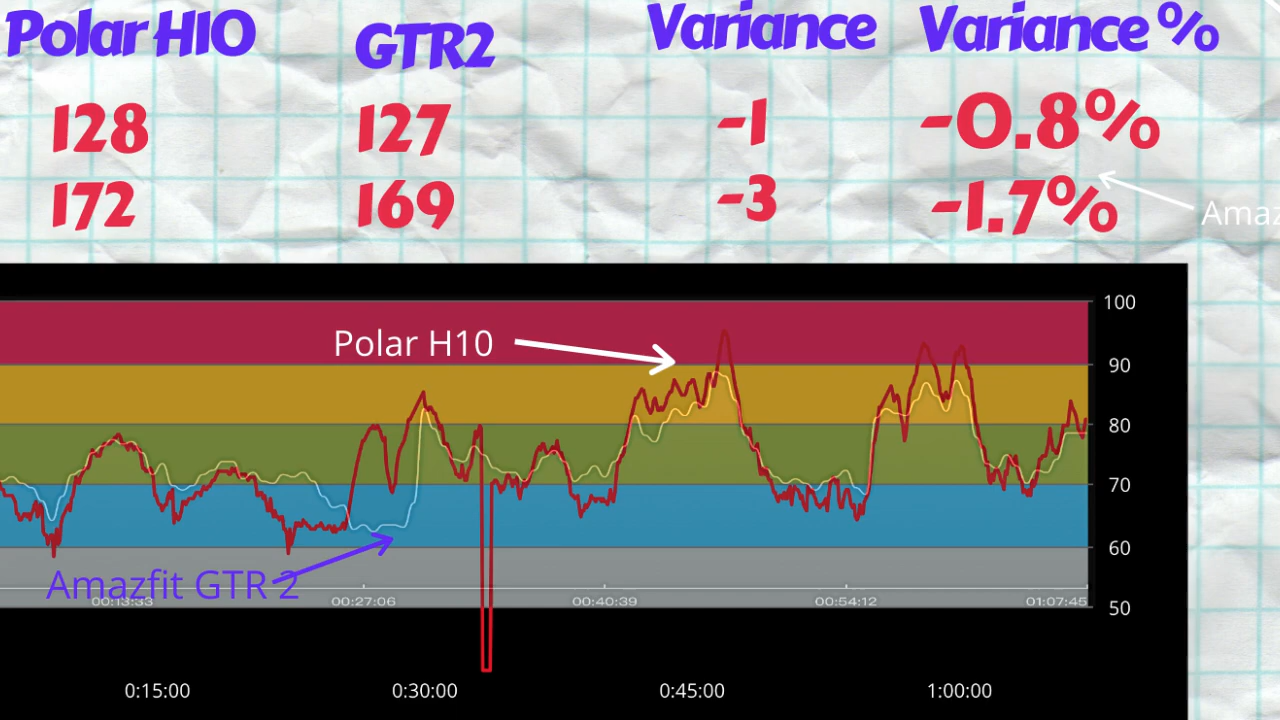 Polar H10 GTR2 Variance Variance %
128 127 -1 -0.8%
172 169 -3 -1.7%
Amaz
100
Polar H10
90
80
70
60
Amazfit GTR 2
00:13:33 00:27:06 00:40:39 00:54:12 01:07:45
50
0:15:00 0:30:00 0:45:00 1:00:00